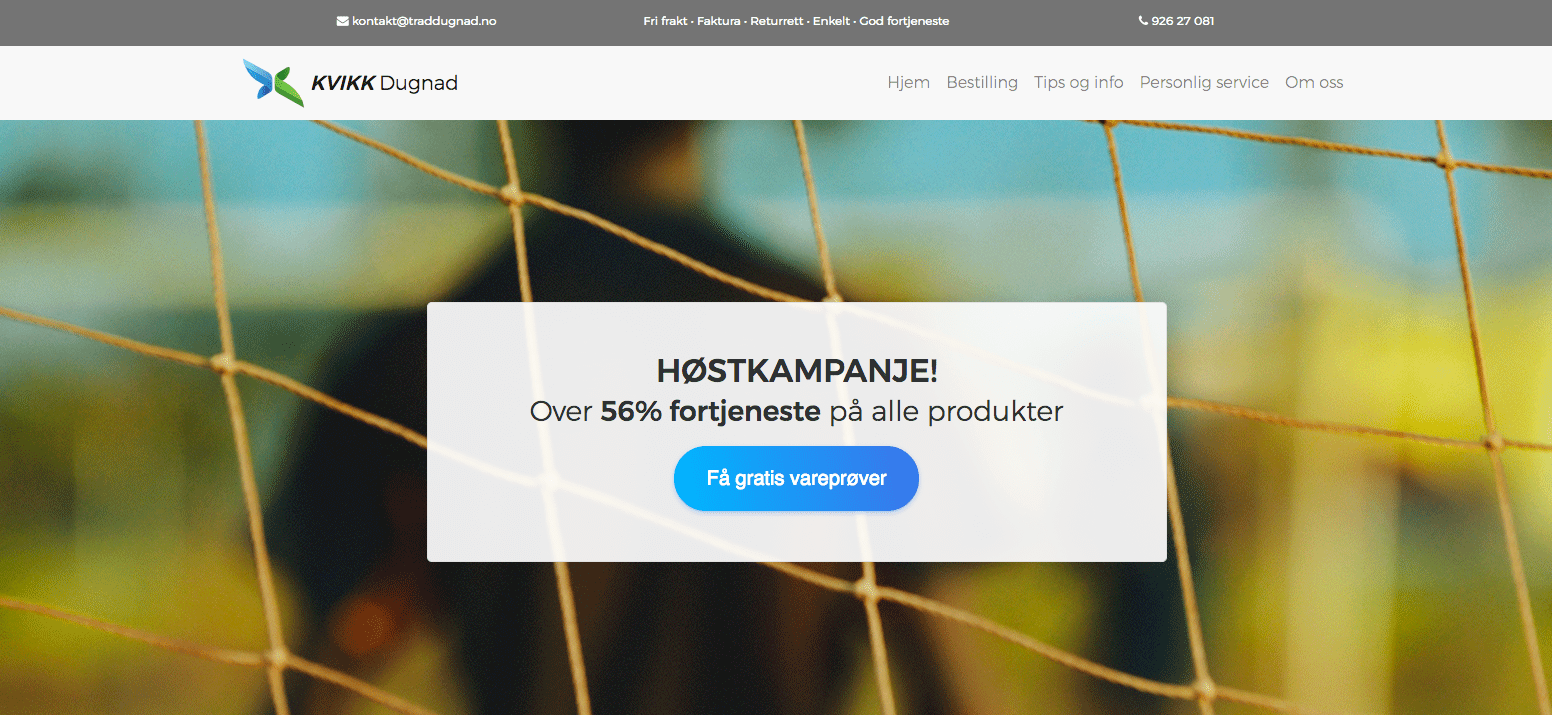 kontakt@traddugnad.no
Fri frakt · Faktura · Returrett · Enkelt · God fortjeneste
926 27 081
KVIKK Dugnad
Hjem Bestilling Tips og info Personlig service Om oss
HØSTKAMPANJE!
Over 56% fortjeneste på alle produkter
Få gratis vareprøver